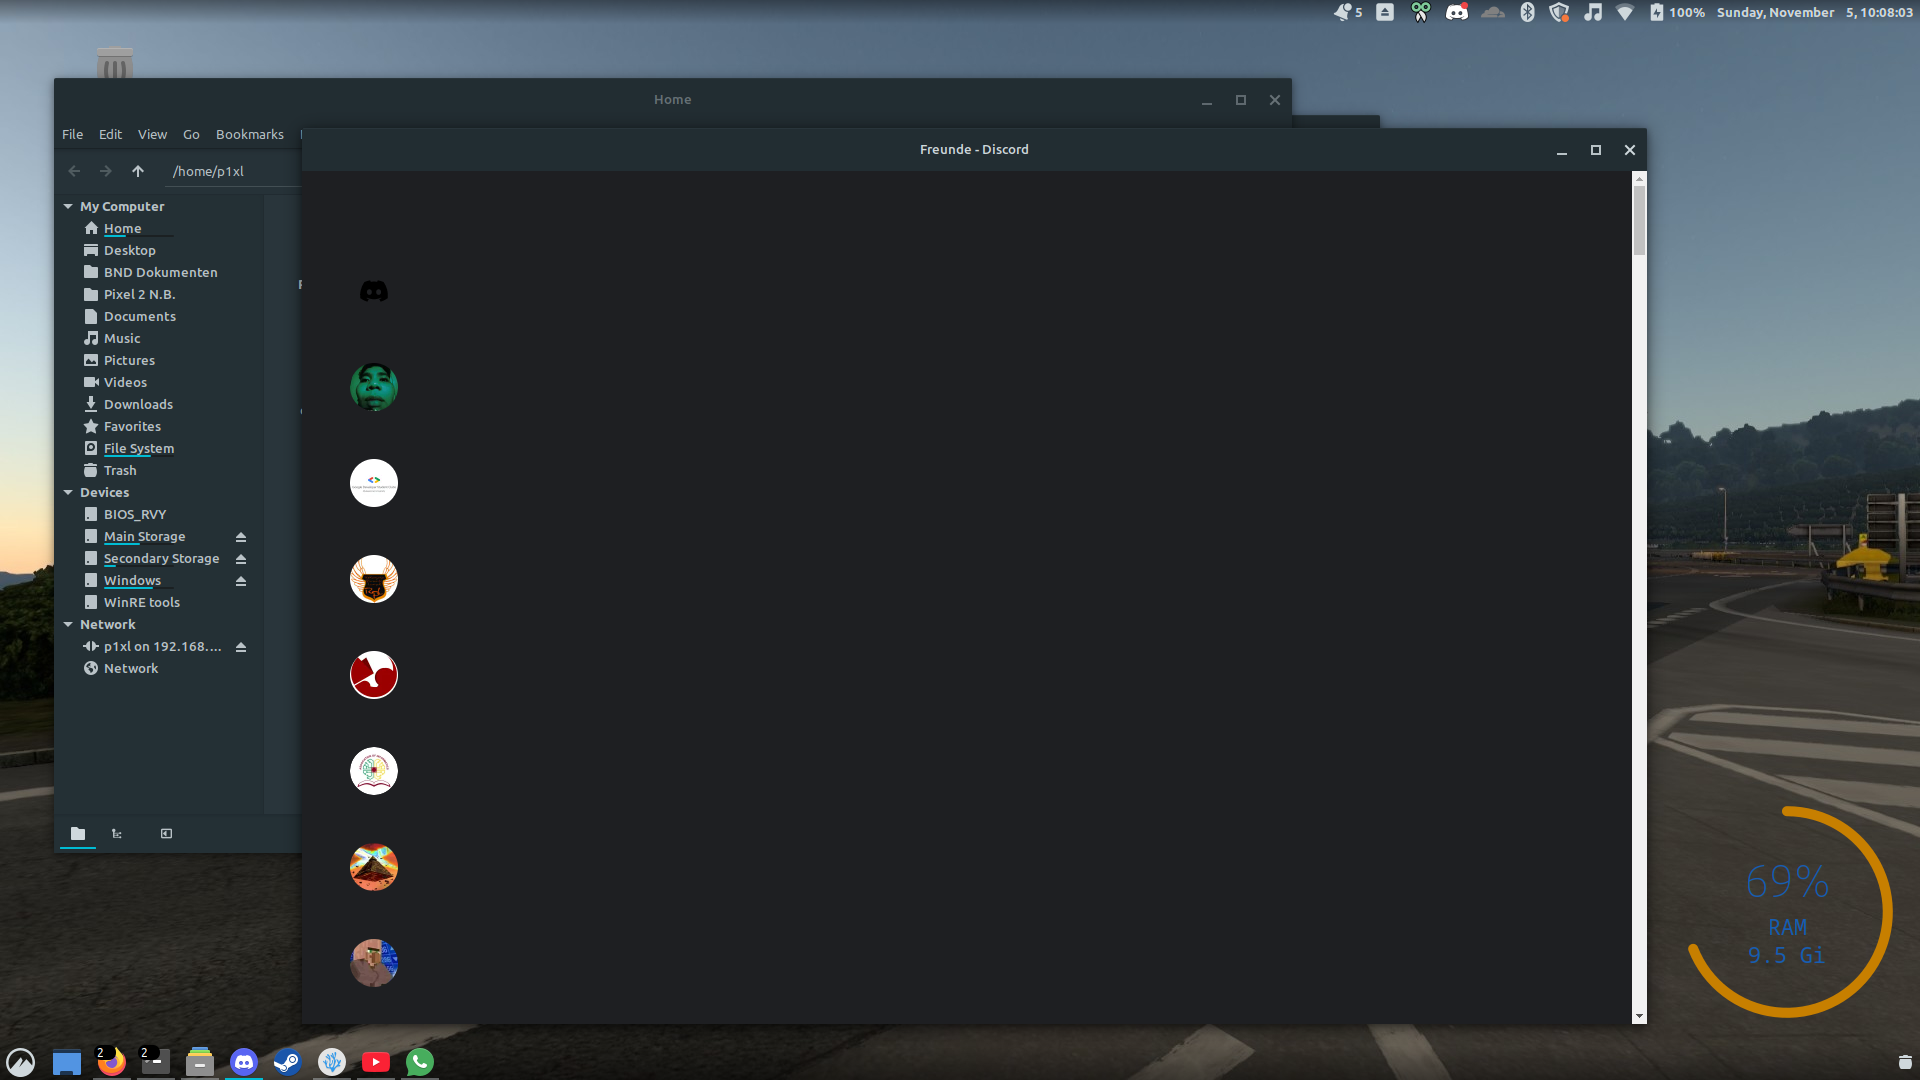 5
100%
Sunday, November 5, 10:08:03
Home
File Edit View Go Bookmarks
/home/p1xl
My Computer
Home
Desktop
BND Dokumenten
Pixel 2 N.B.
Documents
Music
Pictures
Videos
Downloads
Favorites
File System
Trash
Devices
BIOS_RVY
Main Storage
Secondary Storage
Windows
WinRE tools
Network
p1xl on 192.168....
Network
Freunde - Discord
69%
RAM
9.5 Gi
2
2